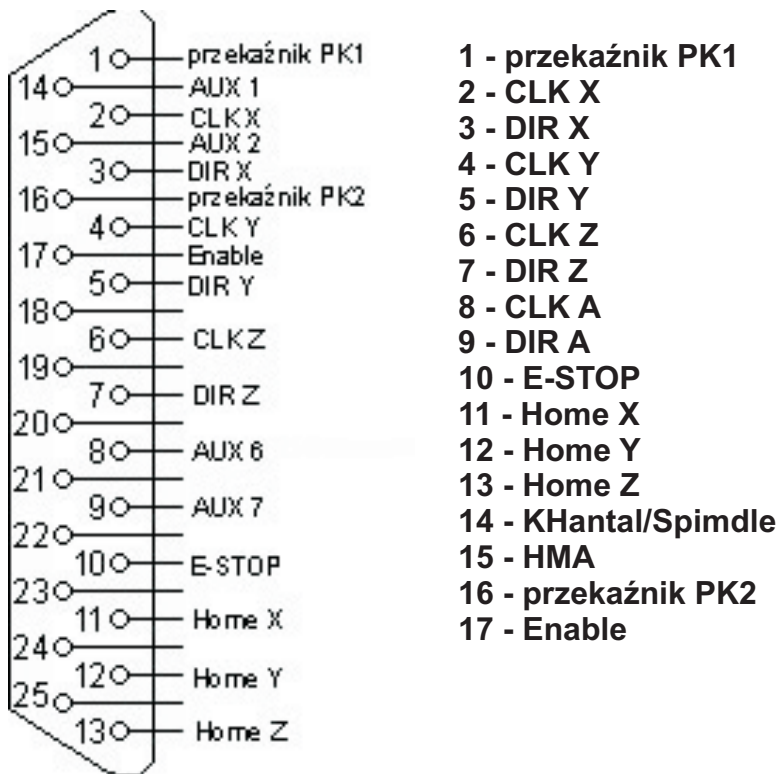 1 przekaźnik PK1
14 AUX 1
2 CLK X
15 AUX 2
3 DIR X
16 przekaźnik PK2
4 CLK Y
17 Enable
5 DIR Y
18
6 CLK Z
19
7 DIR Z
20
8 AUX 6
21
9 AUX 7
22
10 E-STOP
23
11 Home X
24
12 Home Y
25
13 Home Z
1 - przekaźnik PK1
2 - CLK X
3 - DIR X
4 - CLK Y
5 - DIR Y
6 - CLK Z
7 - DIR Z
8 - CLK A
9 - DIR A
10 - E-STOP
11 - Home X
12 - Home Y
13 - Home Z
14 - KHantal/Spimdle
15 - HMA
16 - przekaźnik PK2
17 - Enable